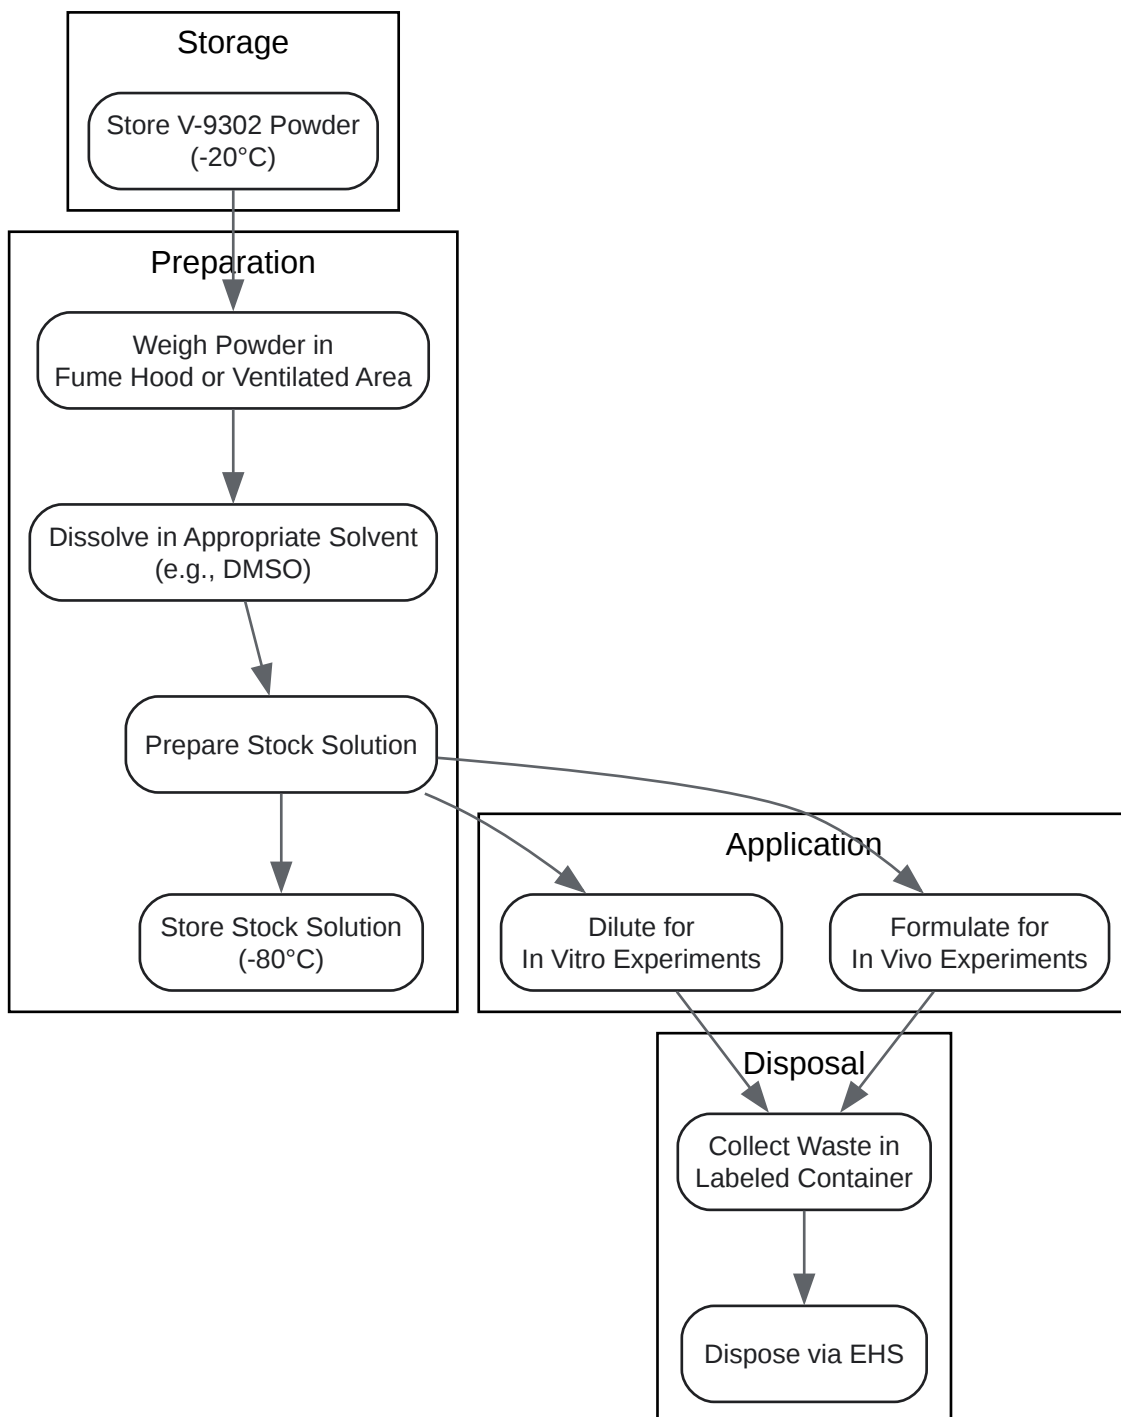 Storage
Store V-9302 Powder
(-20°C)
Preparation
Weigh Powder in
Fume Hood or Ventilated Area
Dissolve in Appropriate Solvent
(e.g., DMSO)
Prepare Stock Solution
Store Stock Solution
(-80°C)
Application
Dilute for
In Vitro Experiments
Formulate for
In Vivo Experiments
Disposal
Collect Waste in
Labeled Container
Dispose via EHS